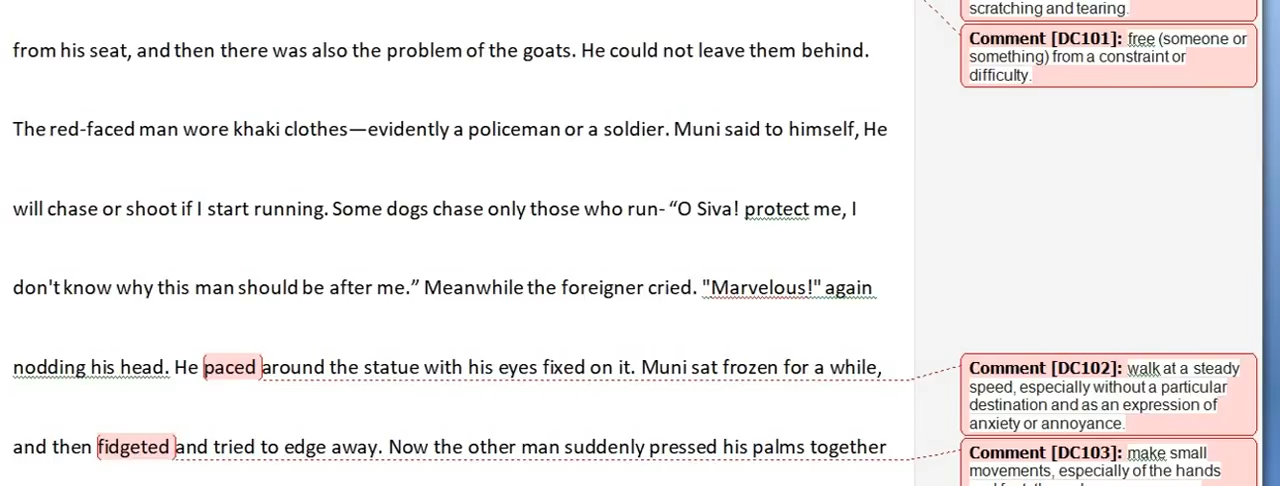 from his seat, and then there was also the problem of the goats. He could not leave them behind.
The red-faced man wore khaki clothes—evidently a policeman or a soldier. Muni said to himself, He
will chase or shoot if I start running. Some dogs chase only those who run- “O Siva! protect me, I
don't know why this man should be after me.” Meanwhile the foreigner cried. "Marvelous!" again
nodding his head. He paced around the statue with his eyes fixed on it. Muni sat frozen for a while,
and then fidgeted and tried to edge away. Now the other man suddenly pressed his palms together
scratching and tearing.
Comment [DC101]: free (someone or
something) from a constraint or
difficulty.
Comment [DC102]: walk at a steady
speed, especially without a particular
destination and as an expression of
anxiety or annoyance.
Comment [DC103]: make small
movements, especially of the hands